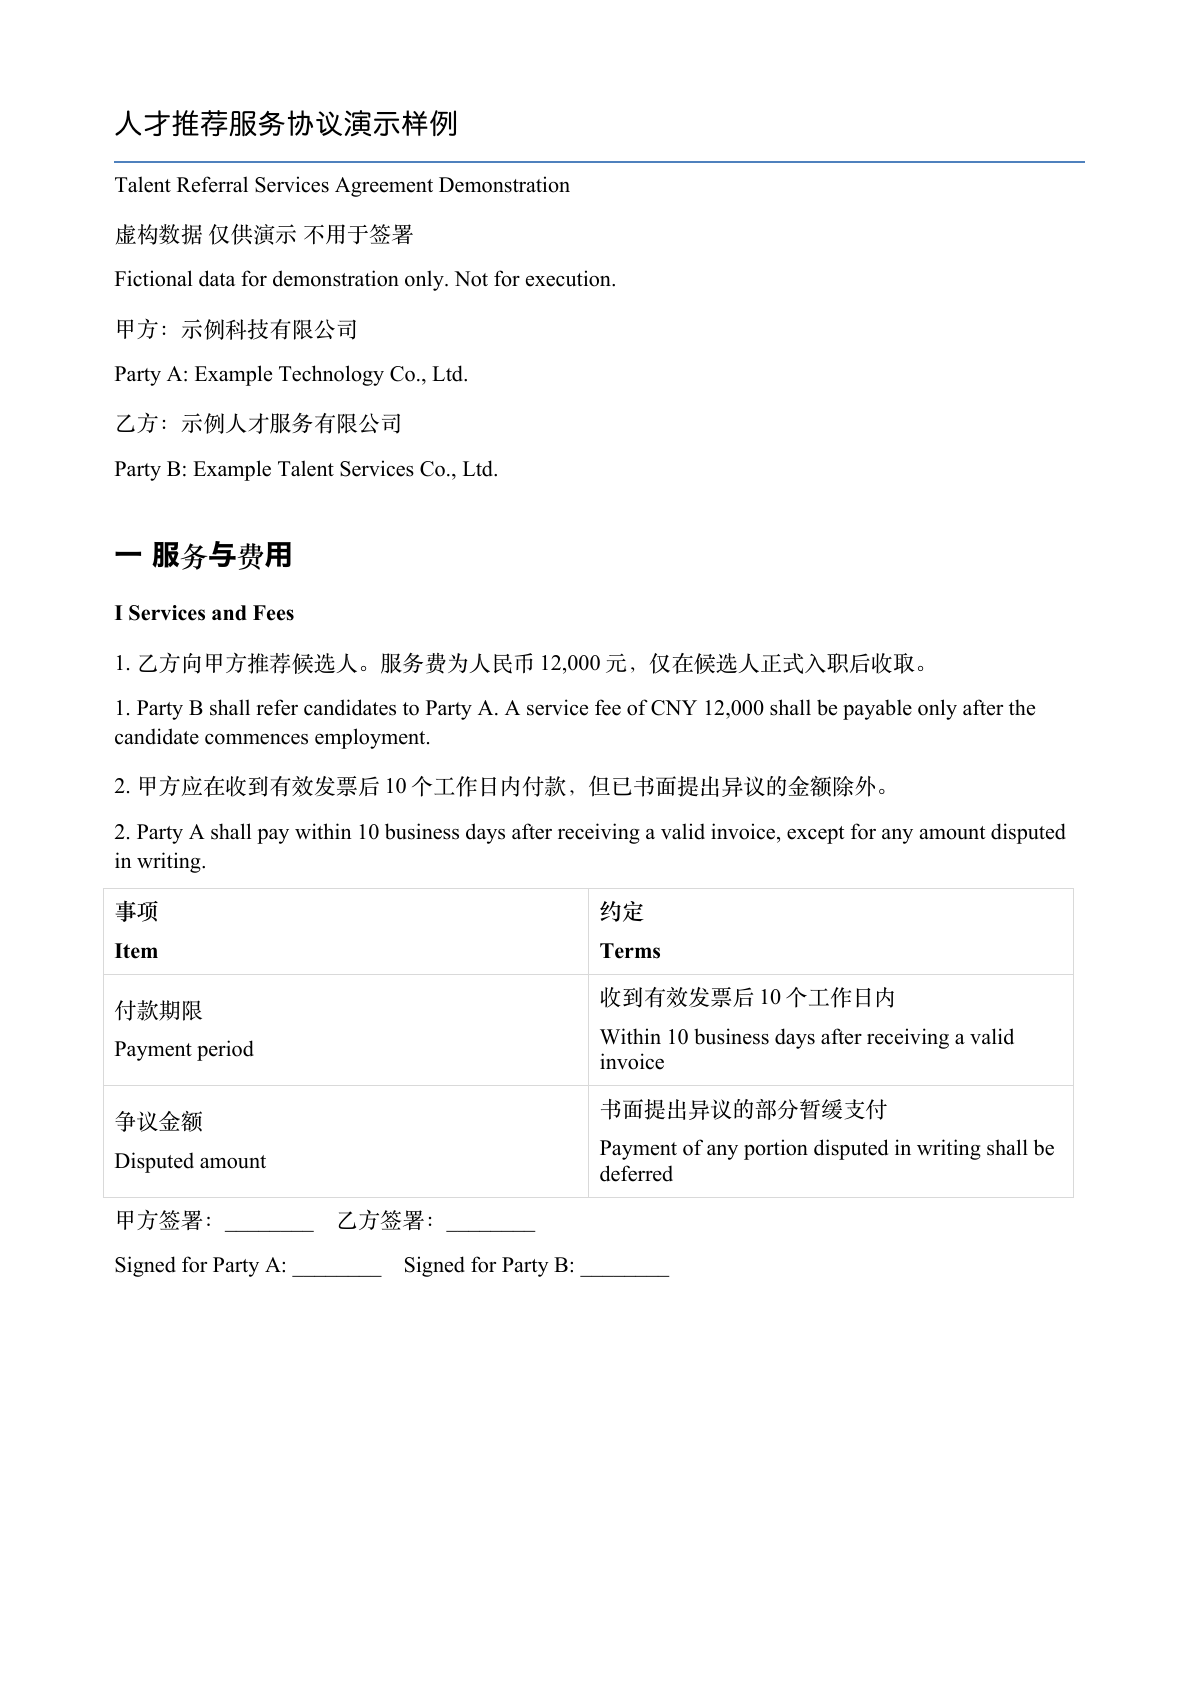 人才推荐服务协议演示样例
Talent Referral Services Agreement Demonstration
虚构数据 仅供演示 不用于签署
Fictional data for demonstration only. Not for execution.
甲方：示例科技有限公司
Party A: Example Technology Co., Ltd.
乙方：示例人才服务有限公司
Party B: Example Talent Services Co., Ltd.
一 服务与费用
I Services and Fees
1. 乙方向甲方推荐候选人。服务费为人民币 12,000 元，仅在候选人正式入职后收取。
1. Party B shall refer candidates to Party A. A service fee of CNY 12,000 shall be payable only after the
candidate commences employment.
2. 甲方应在收到有效发票后 10 个工作日内付款，但已书面提出异议的金额除外。
2. Party A shall pay within 10 business days after receiving a valid invoice, except for any amount disputed
in writing.
事项
Item
约定
Terms
付款期限
Payment period
收到有效发票后 10 个工作日内
Within 10 business days after receiving a valid
invoice
争议金额
Disputed amount
书面提出异议的部分暂缓支付
Payment of any portion disputed in writing shall be
deferred
甲方签署：________ 乙方签署：________
Signed for Party A: ________ Signed for Party B: ________